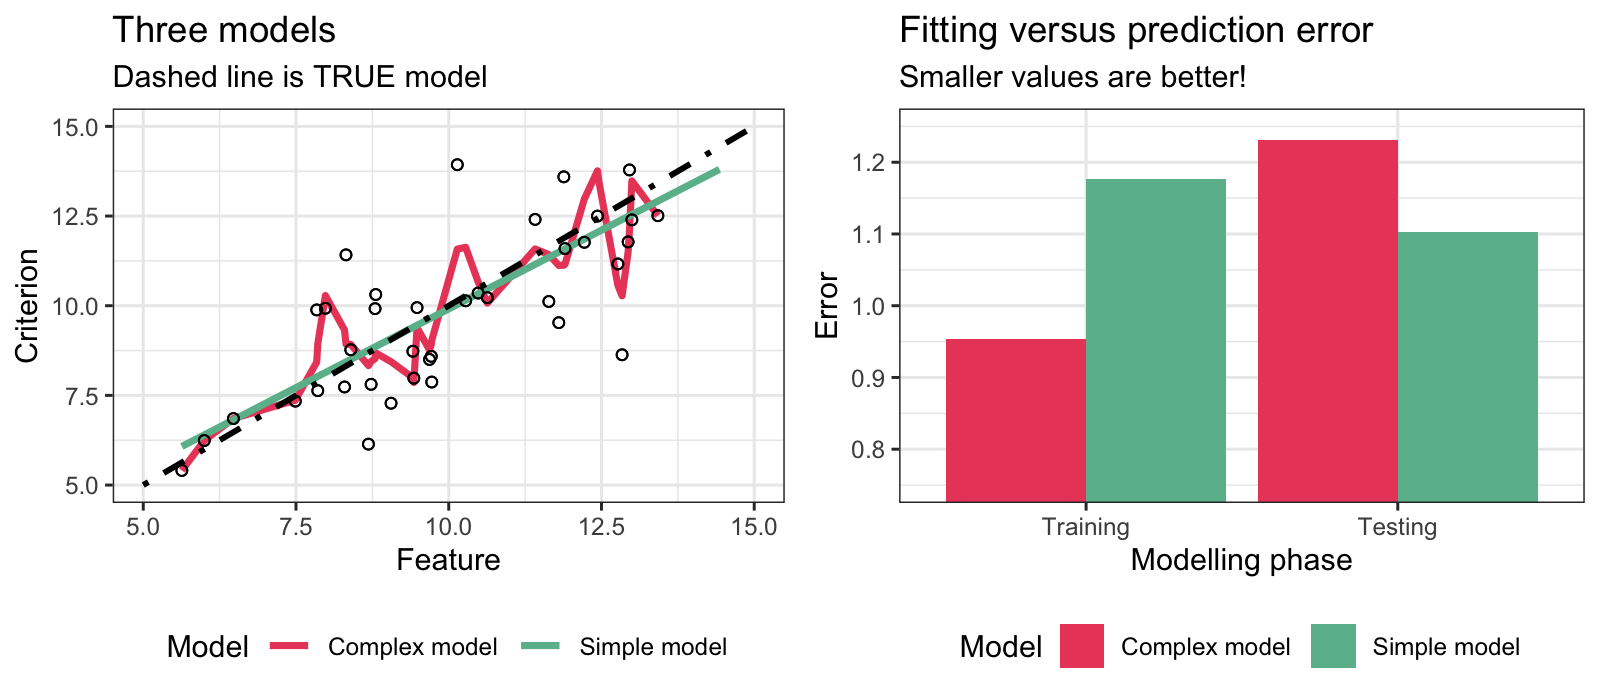 Three models
Dashed line is TRUE model
15.0
12.5
10.0
7.5
5.0
Criterion
5.0 7.5 10.0 12.5 15.0
Feature
Model Complex model Simple model
Fitting versus prediction error
Smaller values are better!
1.2
1.1
1.0
0.9
0.8
Error
Training Testing
Modelling phase
Model Complex model Simple model